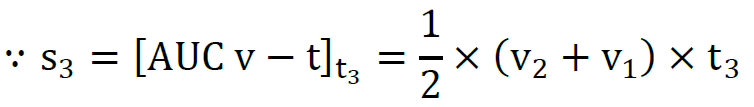 ∵ s₃ = [AUC v − t]ₜ₃ = 1/2 × (v₂ + v₁) × t₃